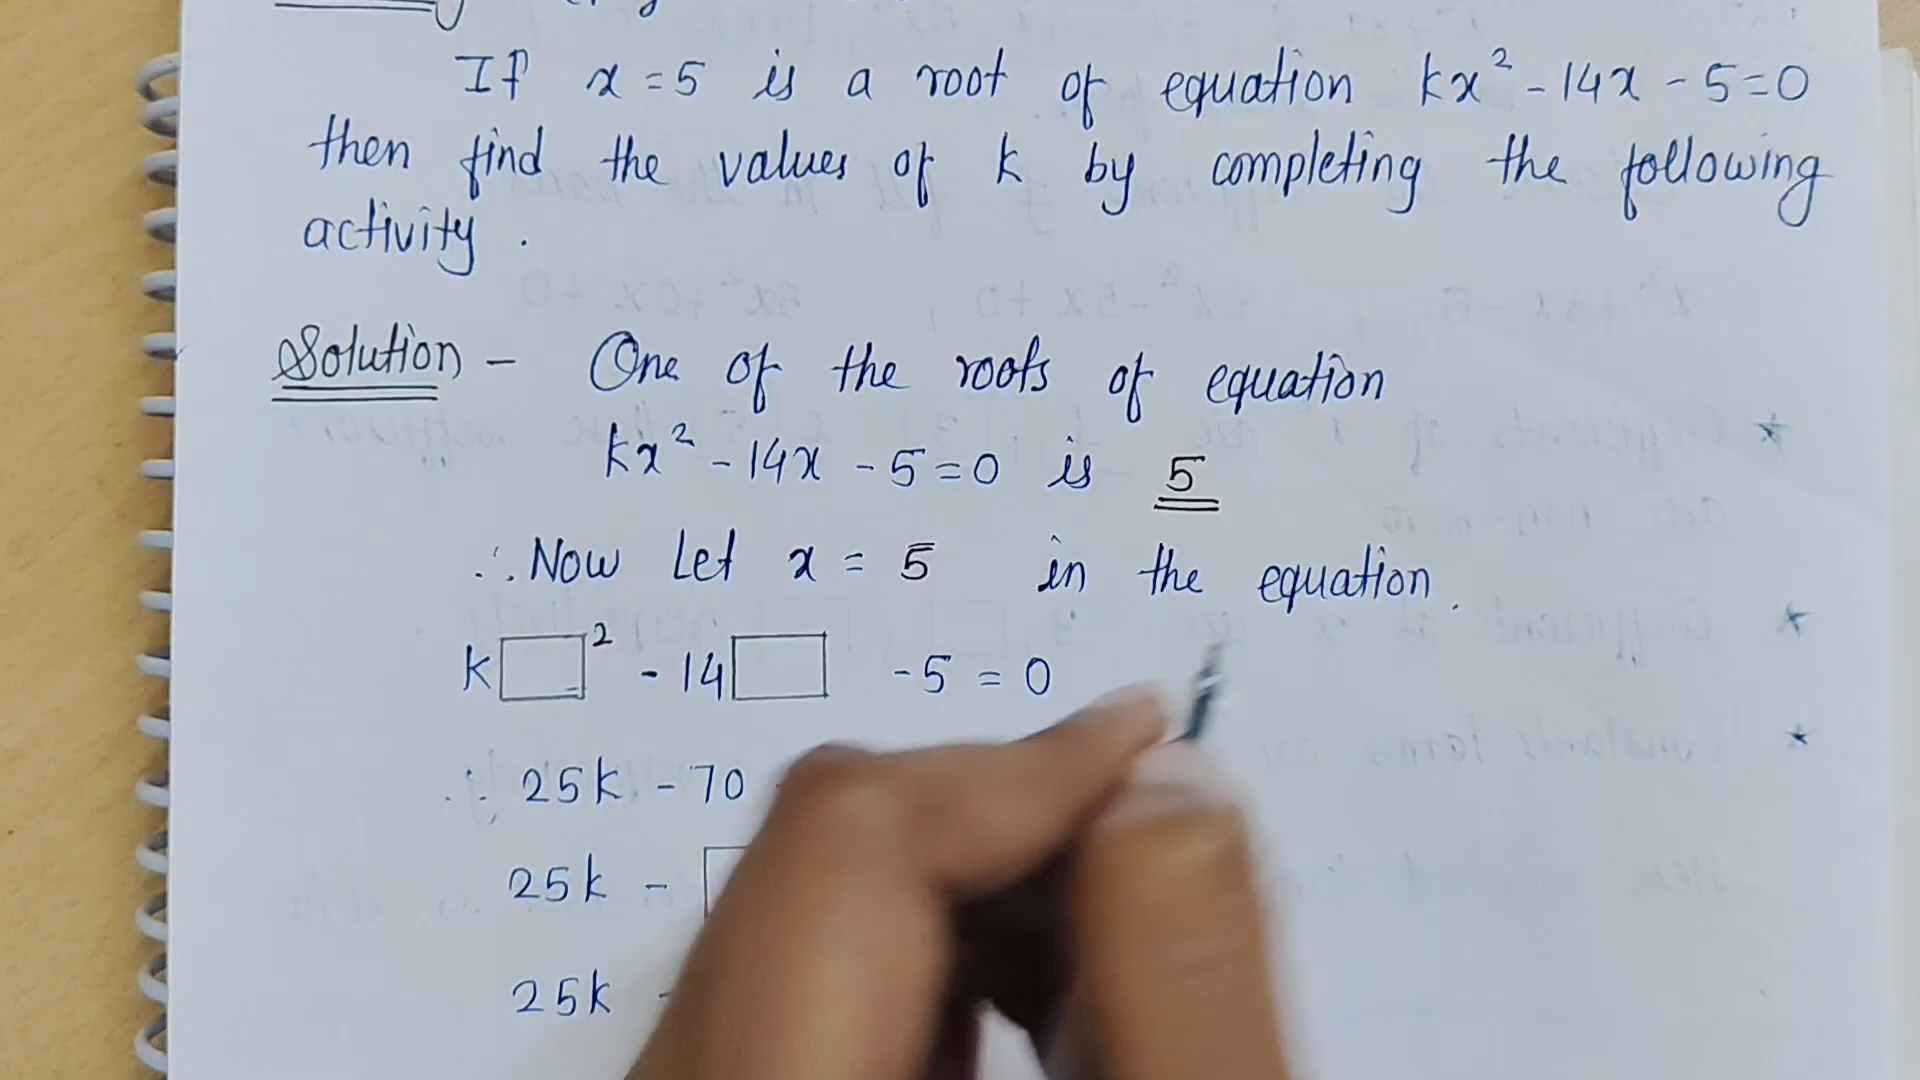 If x = 5 is a root of equation kx² - 14x - 5 = 0
then find the values of k by completing the following
activity .
Solution - One of the roots of equation
kx² - 14x - 5 = 0 is 5
∴ Now Let x = 5 in the equation.
k□² - 14□ - 5 = 0
∴ 25k - 70
25k -
25k -